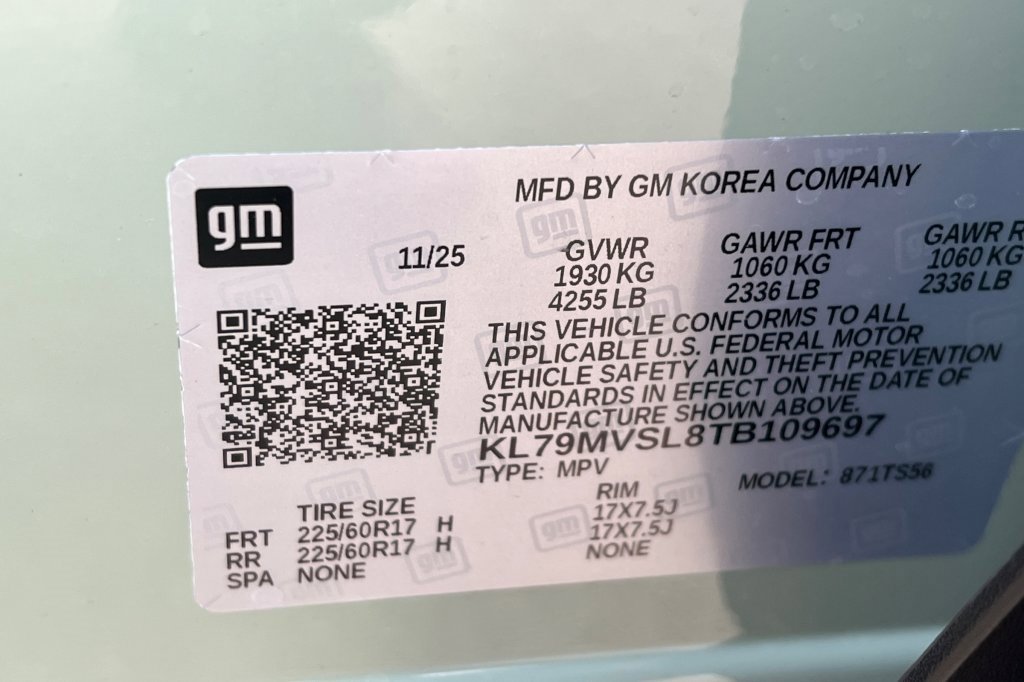 gm
MFD BY GM KOREA COMPANY
11/25
GVWR GAWR FRT GAWR R
1930 KG 1060 KG 1060 KG
4255 LB 2336 LB 2336 LB
THIS VEHICLE CONFORMS TO ALL
APPLICABLE U.S. FEDERAL MOTOR
VEHICLE SAFETY AND THEFT PREVENTION
STANDARDS IN EFFECT ON THE DATE OF
MANUFACTURE SHOWN ABOVE.
KL79MVSL8TB109697
TYPE: MPV MODEL: 871TS56
TIRE SIZE RIM
FRT 225/60R17 H 17X7.5J
RR 225/60R17 H 17X7.5J
SPA NONE NONE